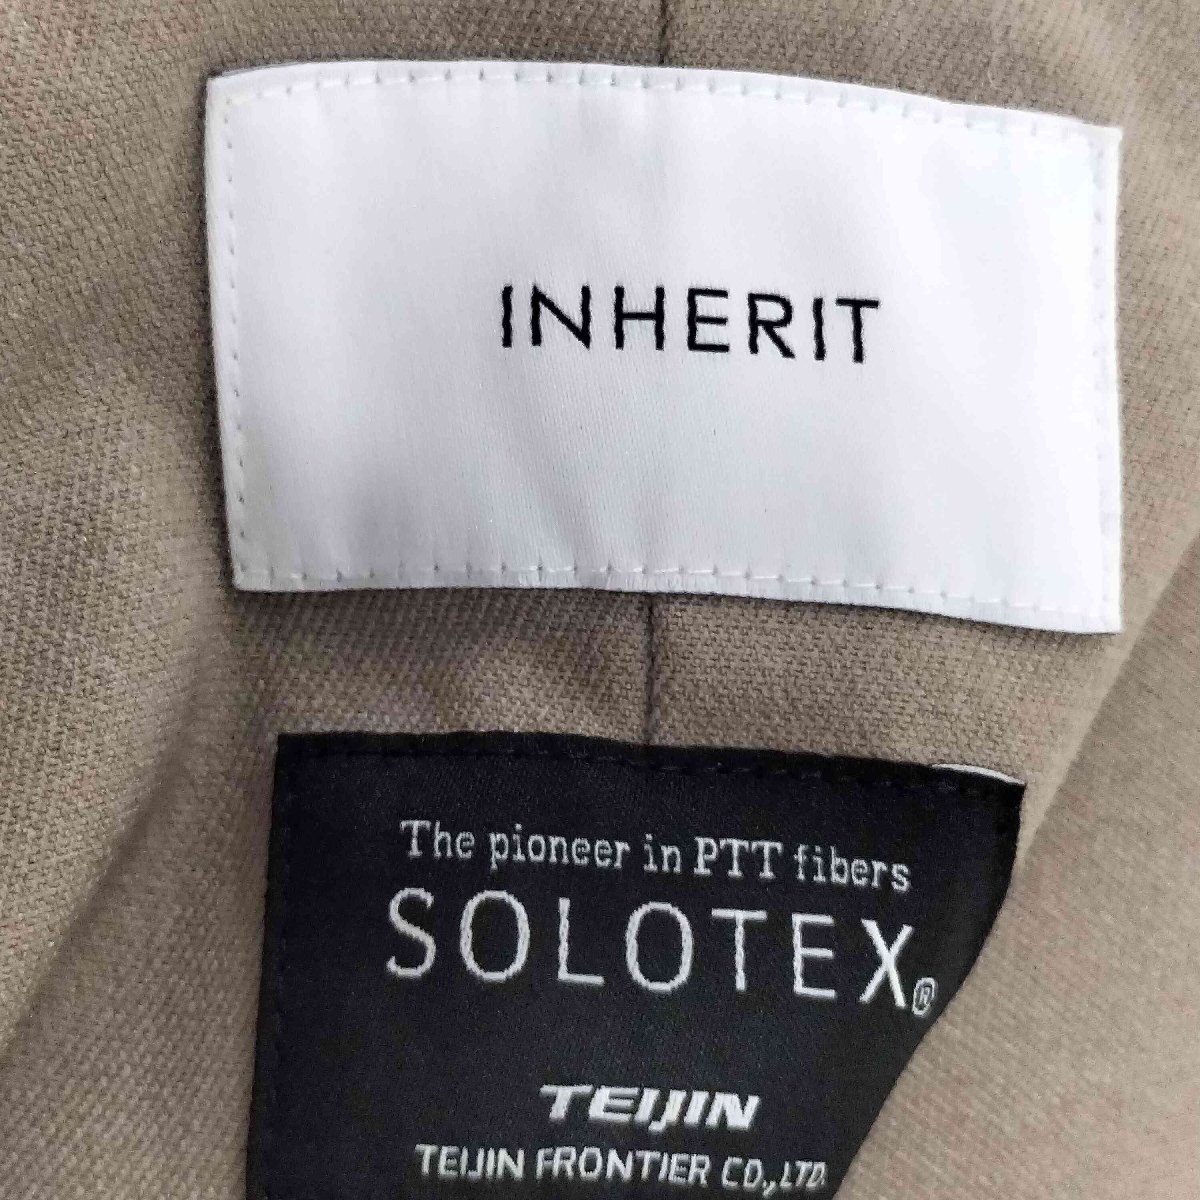 INHERIT
The pioneer in PTT fibers
SOLOTEX®
TEIJIN
TEIJIN FRONTIER CO.,LTD.